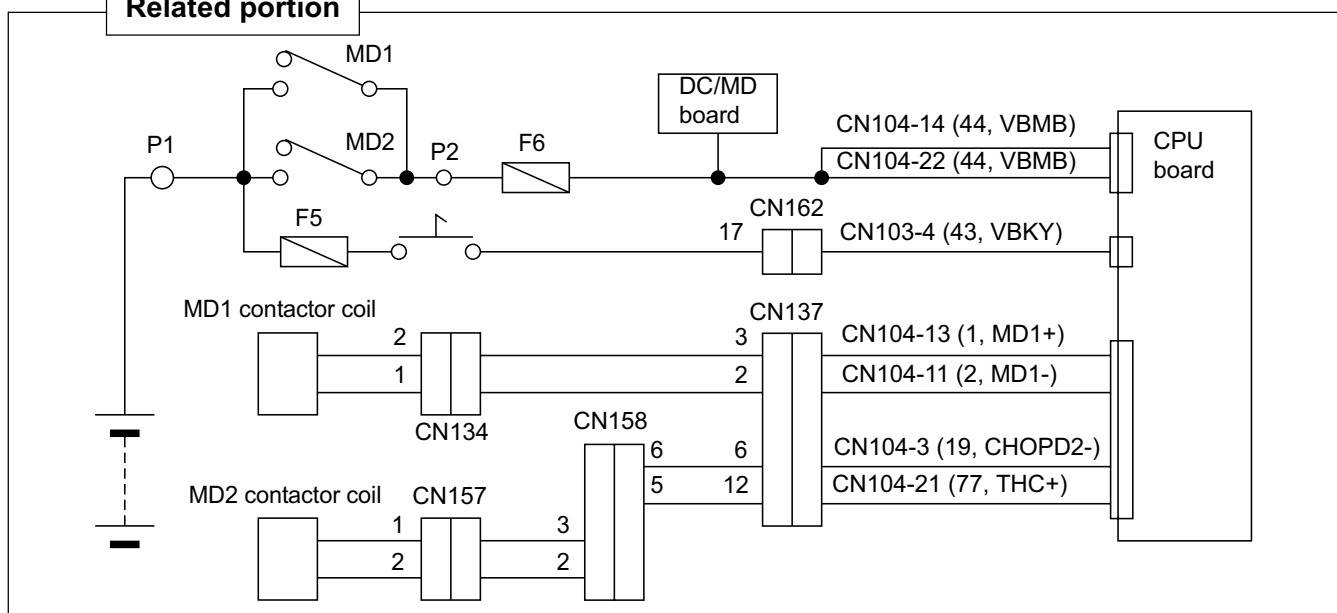 Related portion
MD1
DC/MD
board
CN104-14 (44, VBMB)
CPU
board
P1
MD2
P2
F6
CN104-22 (44, VBMB)
F5
17
CN162
CN103-4 (43, VBKY)
MD1 contactor coil
CN137
2
3
CN104-13 (1, MD1+)
1
2
CN104-11 (2, MD1-)
CN134
CN158
6
6
CN104-3 (19, CHOPD2-)
5
12
CN104-21 (77, THC+)
MD2 contactor coil
CN157
1
3
2
2